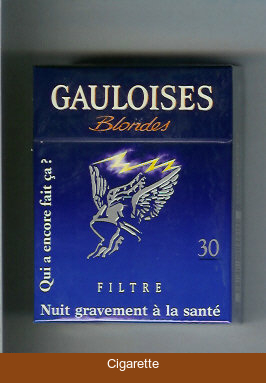 GAULOISES
Blondes
Qui a encore fait ça ?
30
FILTRE
Nuit gravement à la santé
Cigarette